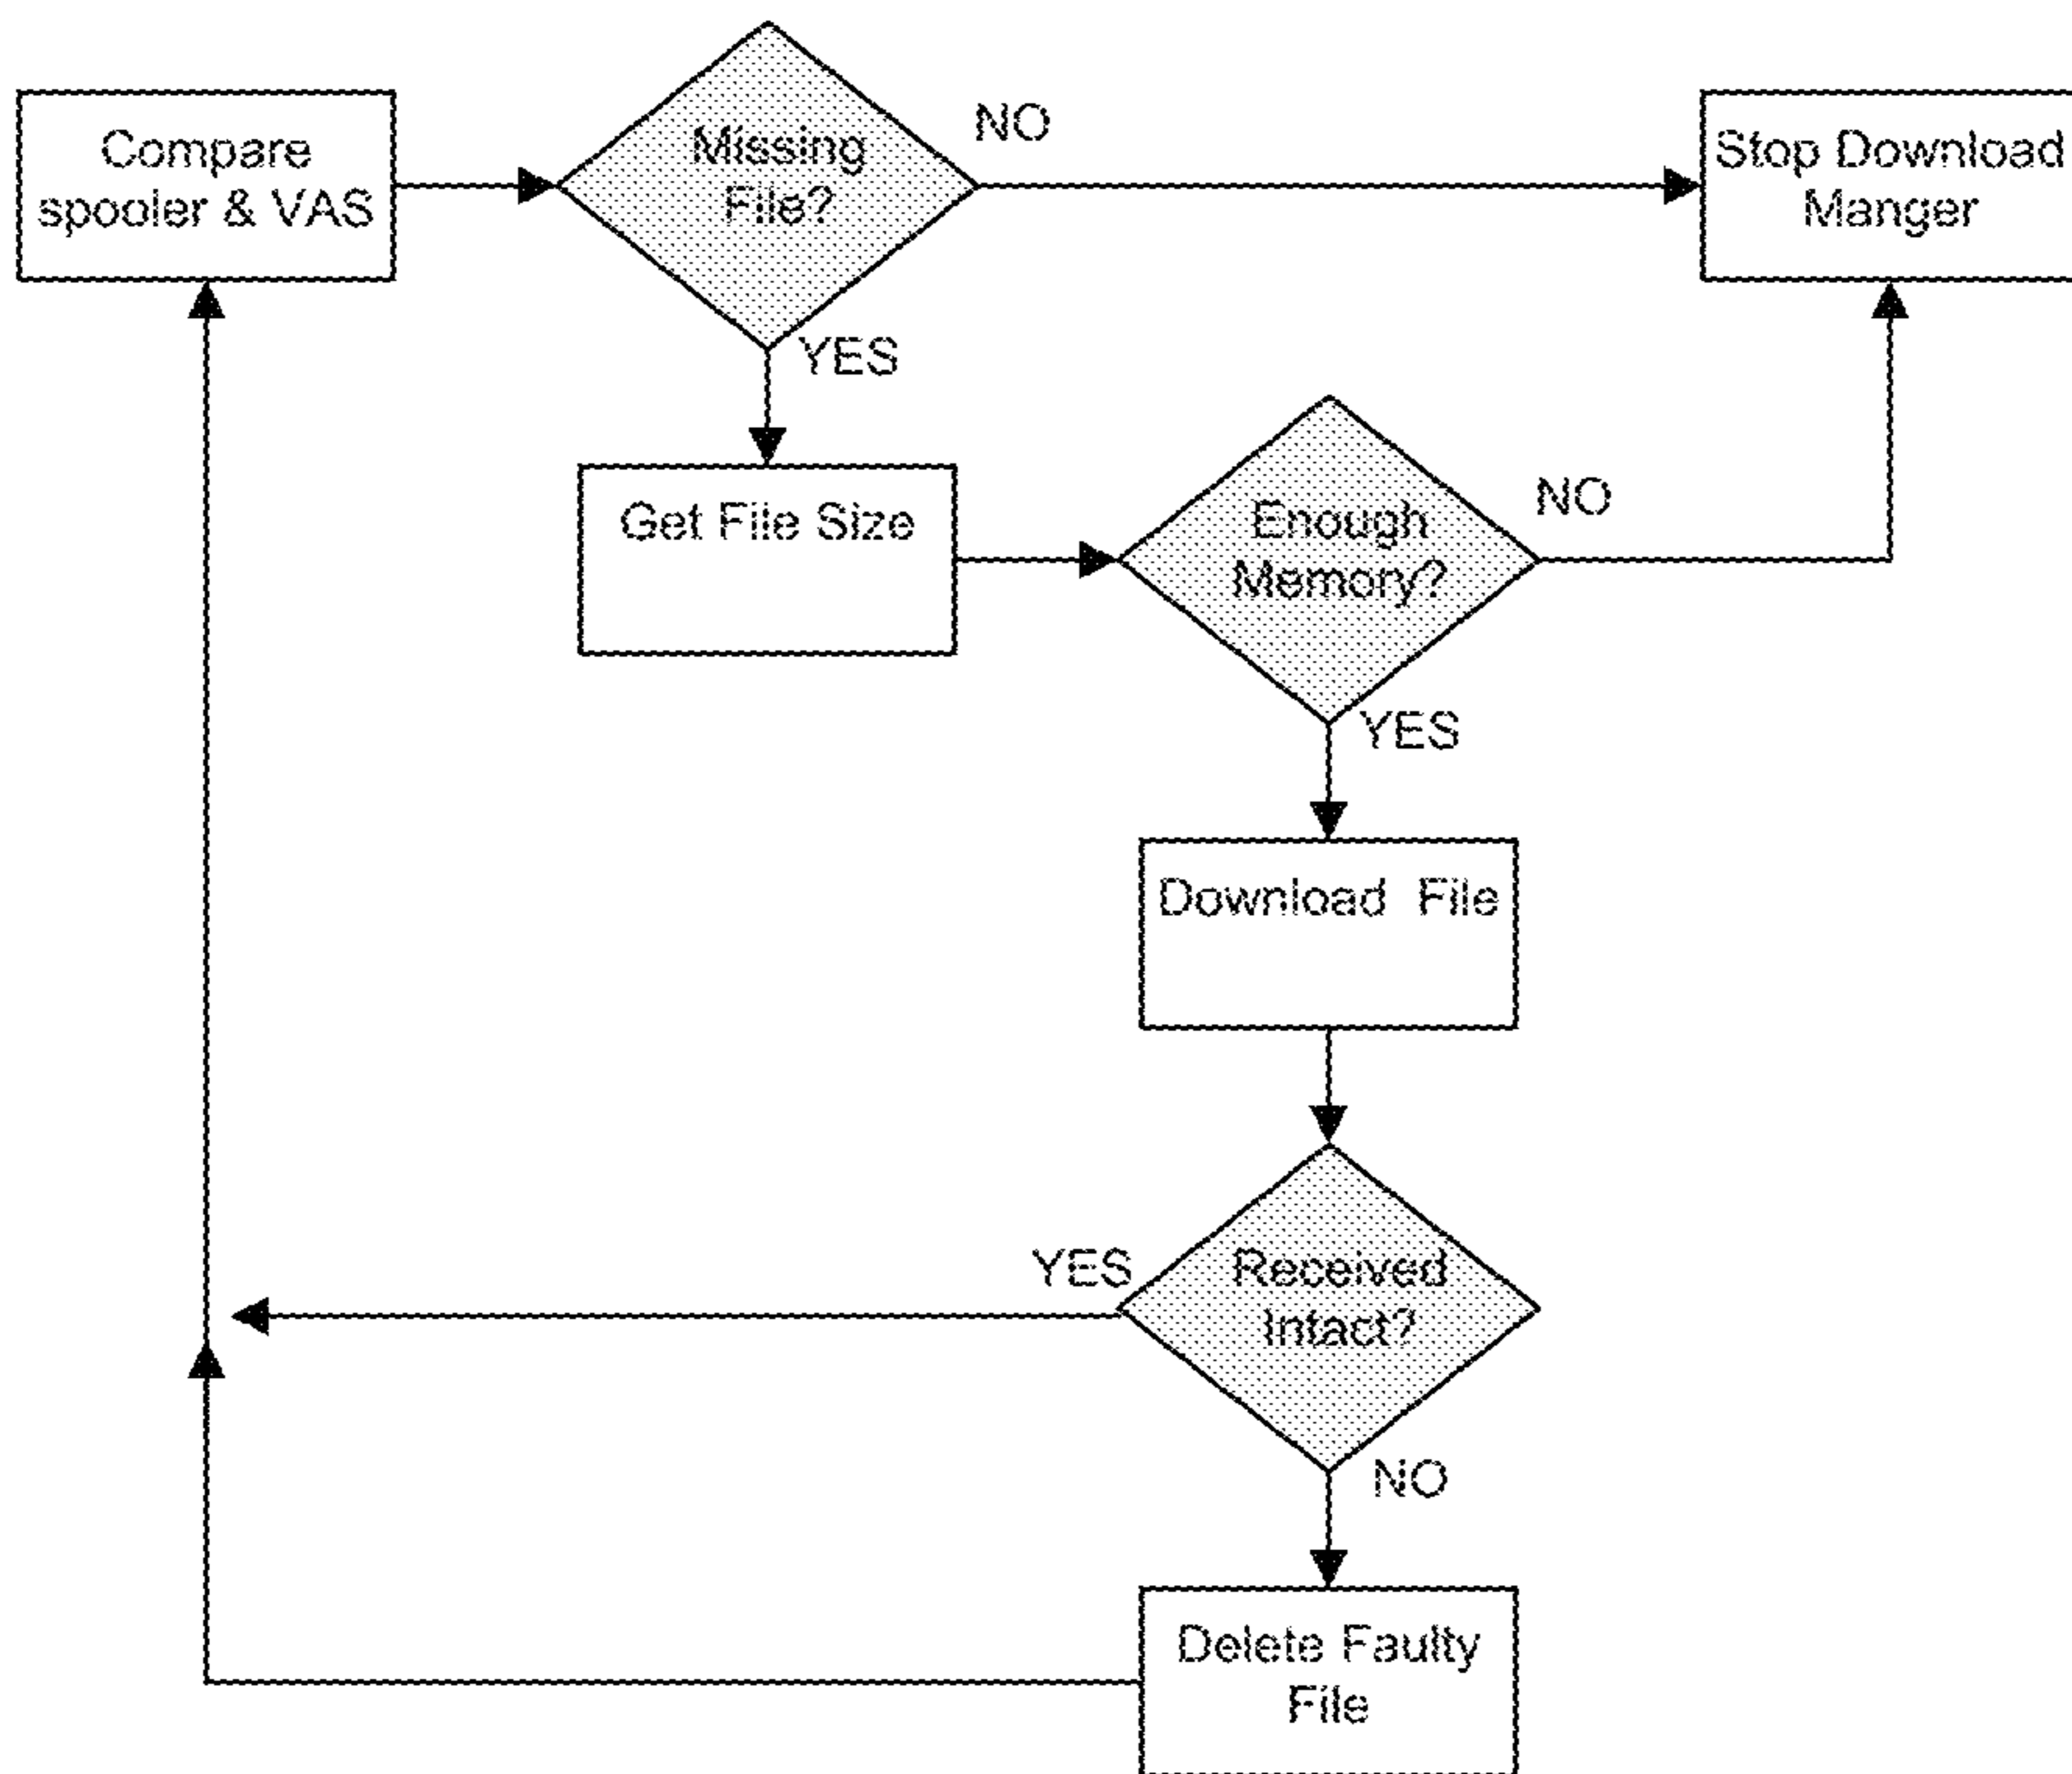 Compare
spooler & VAS
Missing
File?
NO
Stop Download
Manger
YES
Get File Size
Enough
Memory?
NO
YES
Download File
YES
Received
Intact?
NO
Delete Faulty
File